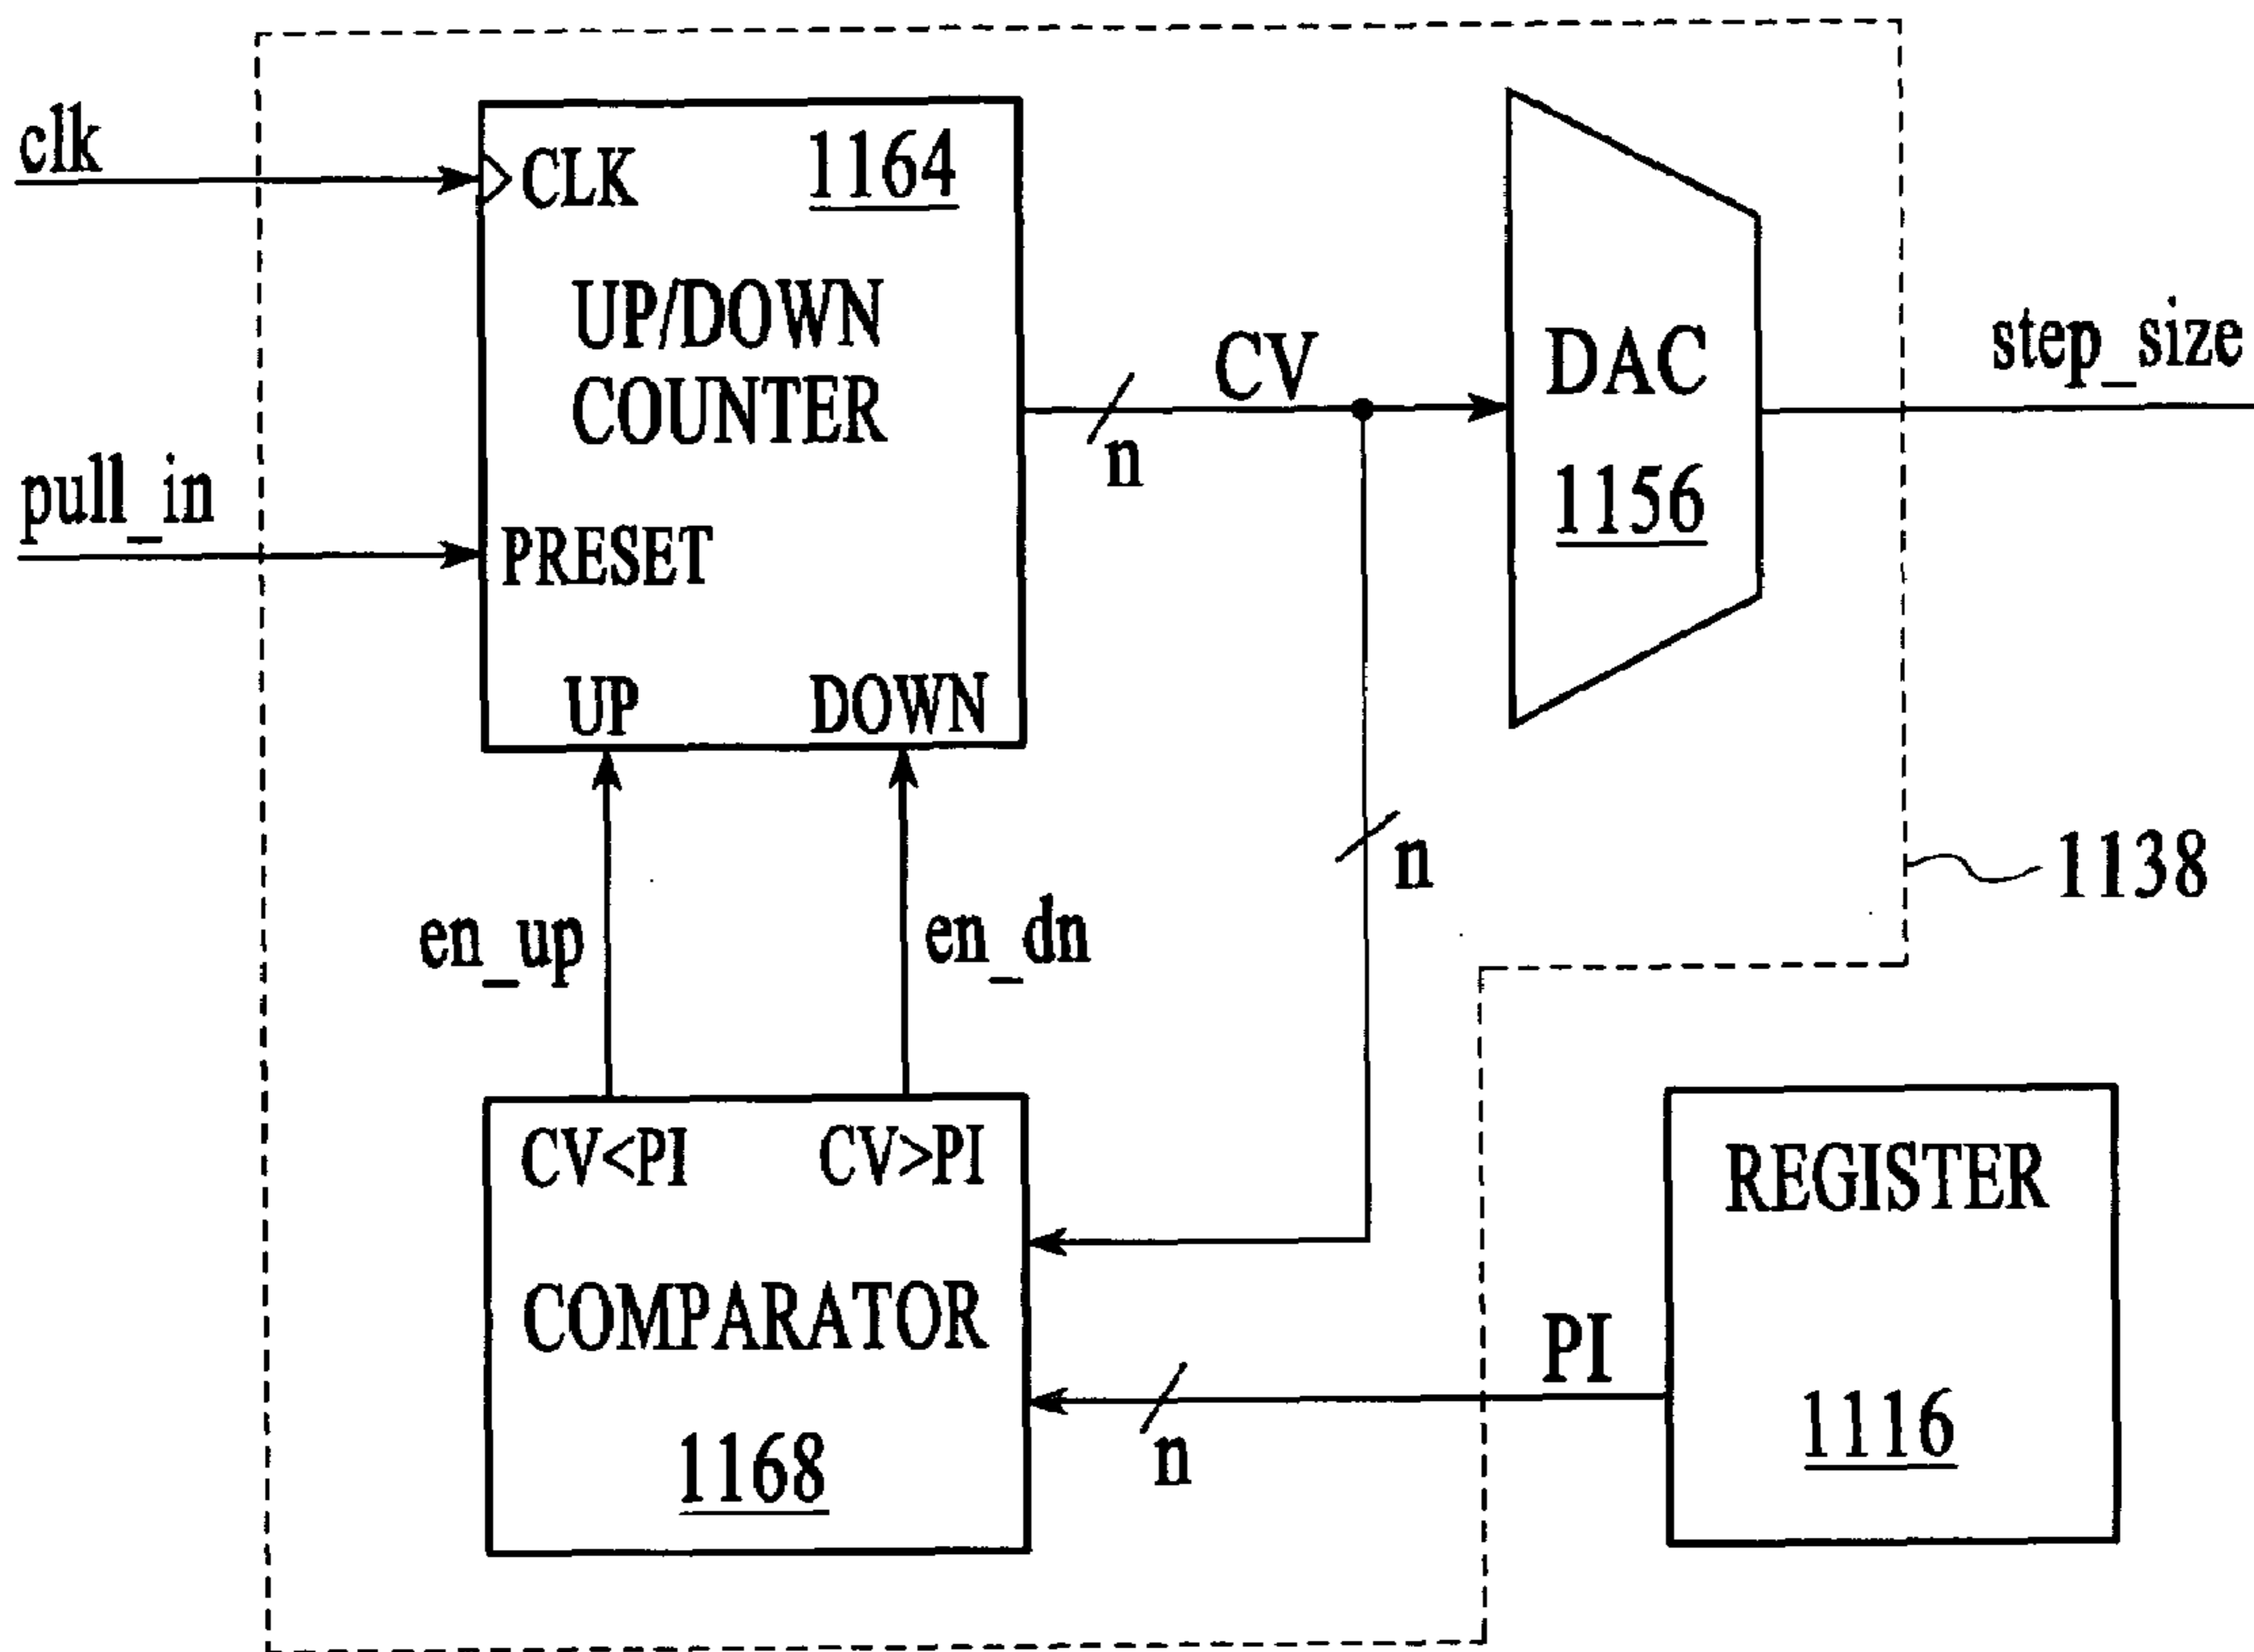 clk
CLK
1164
UP/DOWN
COUNTER
pull_in
PRESET
UP
DOWN
CV
n
DAC
1156
step_size
n
1138
en_up
en_dn
CV<PI
CV>PI
COMPARATOR
1168
PI
n
REGISTER
1116